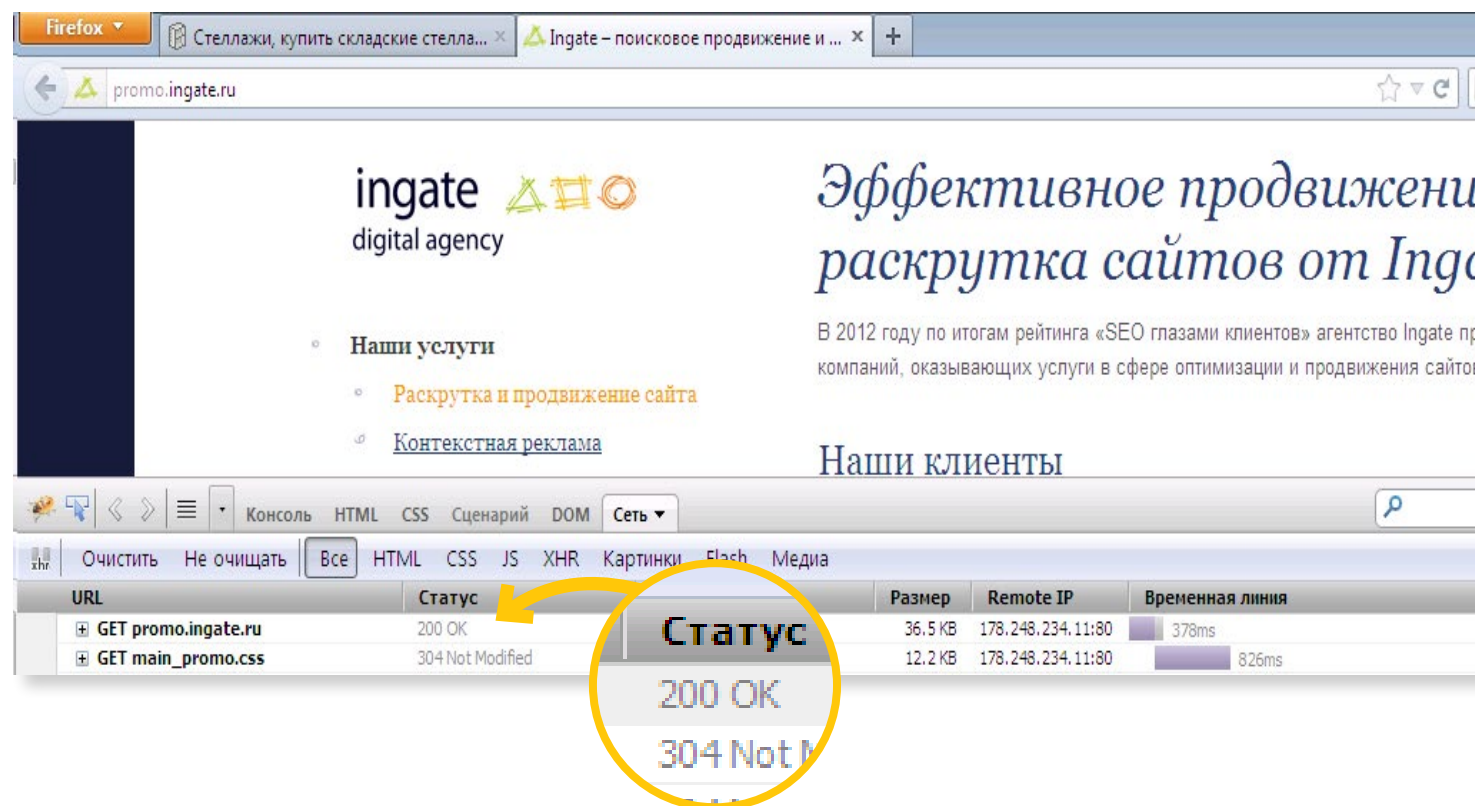 Firefox
Стеллажи, купить складские стелла...
Ingate – поисковое продвижение и ...
promo.ingate.ru
ingate
digital agency
Эффективное продвижени
раскрутка сайтов от Inga
В 2012 году по итогам рейтинга «SEO глазами клиентов» агентство Ingate пр
компаний, оказывающих услуги в сфере оптимизации и продвижения сайтов
Наши услуги
Раскрутка и продвижение сайта
Контекстная реклама
Наши клиенты
Консоль HTML CSS Сценарий DOM Сеть
xhr Очистить Не очищать Все HTML CSS JS XHR Картинки Flash Медиа
URL Статус Размер Remote IP Временная линия
GET promo.ingate.ru 200 OK 36.5 KB 178.248.234.11:80 378ms
GET main_promo.css 304 Not Modified 12.2 KB 178.248.234.11:80 826ms
Статус
200 OK
304 Not M